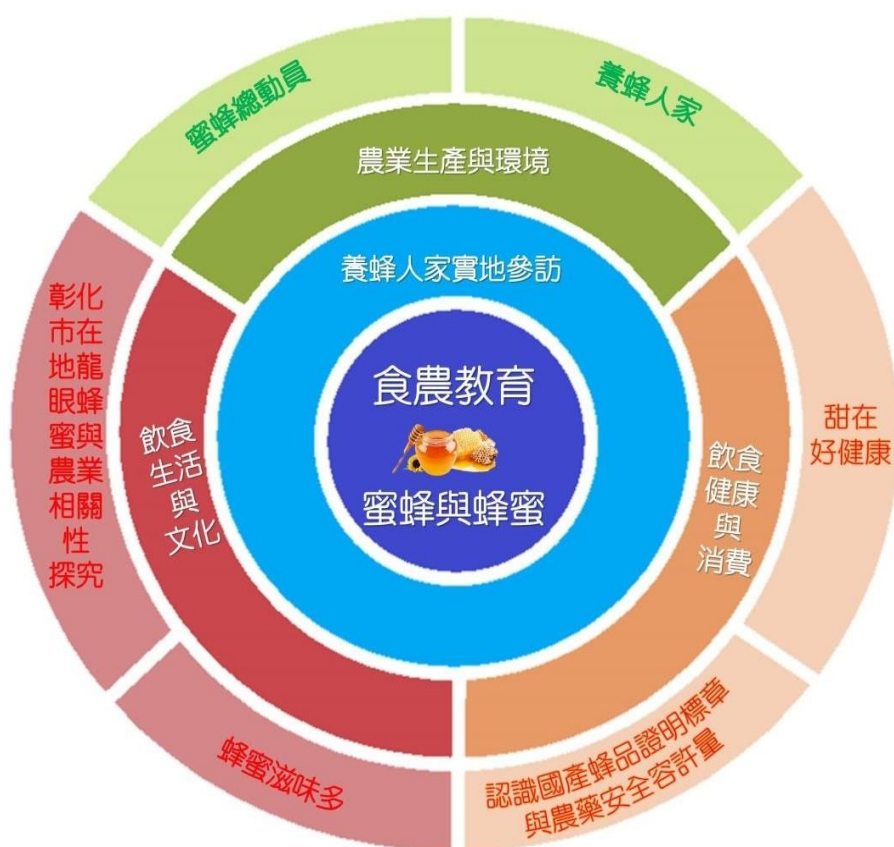 蜜蜂總動員
養蜂人家
農業生產與環境
養蜂人家實地參訪
食農教育
蜜蜂與蜂蜜
彰化
市在
地龍
眼蜂
蜜與
農業
相關
性
探究
飲食
生活
與
文化
飲食
健康
與
消費
甜在
好健康
蜂蜜滋味多
認識國產蜂品證明標章
與農藥安全容許量